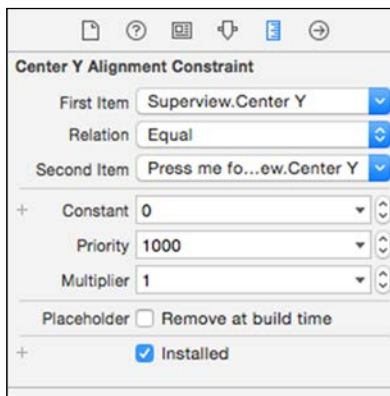 Center Y Alignment Constraint
First Item Superview.Center Y
Relation Equal
Second Item Press me fo...ew.Center Y
+ Constant 0
Priority 1000
Multiplier 1
Placeholder Remove at build time
+ Installed